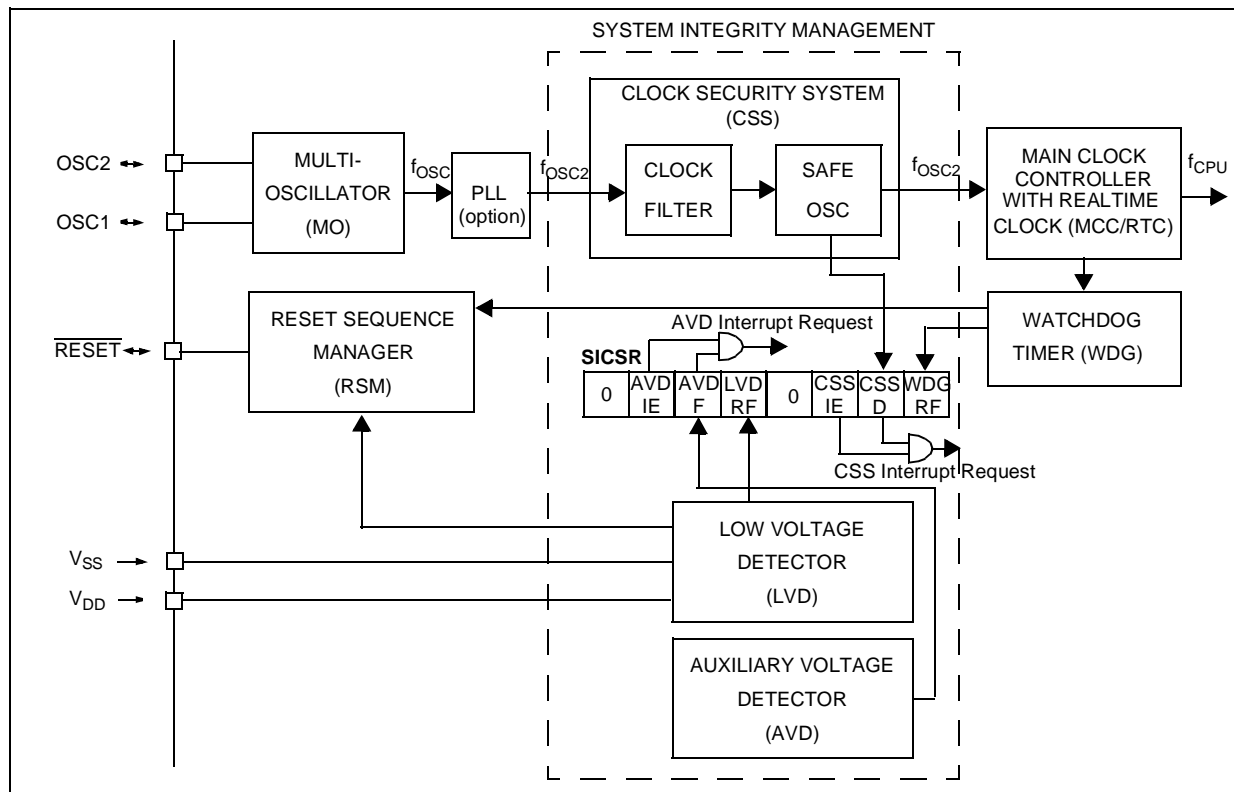 SYSTEM INTEGRITY MANAGEMENT
CLOCK SECURITY SYSTEM
(CSS)
OSC2
OSC1
MULTI-
OSCILLATOR
(MO)
fOSC
PLL
(option)
fOSC2
CLOCK
FILTER
SAFE
OSC
fOSC2
MAIN CLOCK
CONTROLLER
WITH REALTIME
CLOCK (MCC/RTC)
fCPU
RESET
RESET SEQUENCE
MANAGER
(RSM)
AVD Interrupt Request
WATCHDOG
TIMER (WDG)
SICSR
0
AVD
IE
AVD
F
LVD
RF
0
CSS
IE
CSS
D
WDG
RF
CSS Interrupt Request
VSS
VDD
LOW VOLTAGE
DETECTOR
(LVD)
AUXILIARY VOLTAGE
DETECTOR
(AVD)